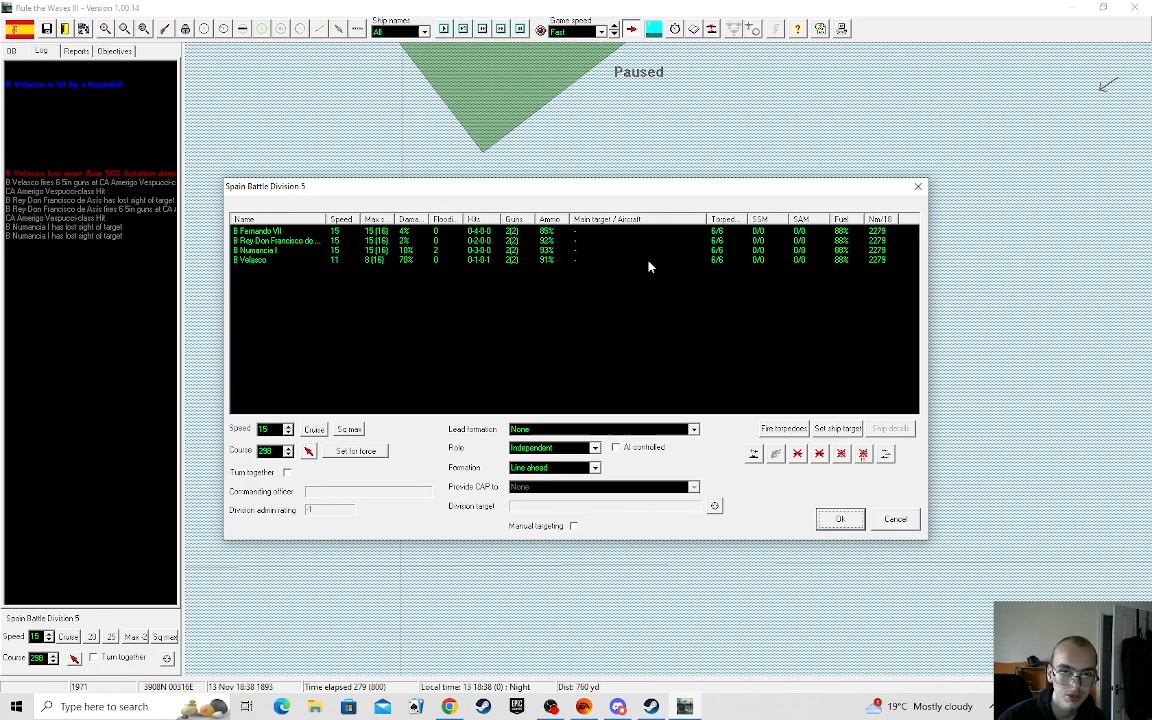 Rule the Waves III - Version 1.00.14
Ship names
All
Game speed
Fast
OB Log Reports Objectives
Paused
B Velasco is hit by a torpedo!!
B Velasco has more than 50% flotation dam
B Velasco fires 6 5in guns at CA Amerigo Vespucci-c
CA Amerigo Vespucci-class Hit
B Rey Don Francisco de Asis has lost sight of target
B Rey Don Francisco de Asis fires 6 5in guns at CA
CA Amerigo Vespucci-class Hit
B Numancia I has lost sight of target
B Numancia I has lost sight of target
Spain Battle Division 5
Name Speed Max s... Dama... Floodi... Hits Guns Ammo Main target / Aircraft Torped... SSM SAM Fuel Nm/18
B Fernando VII 15 15 (16) 4% 0 0-4-0-0 2(2) 85% - 6/6 0/0 0/0 88% 2279
B Rey Don Francisco de ... 15 15 (16) 2% 0 0-2-0-0 2(2) 92% - 6/6 0/0 0/0 88% 2279
B Numancia I 15 15 (16) 10% 2 0-3-0-0 2(2) 93% - 6/6 0/0 0/0 88% 2279
B Velasco 11 8 (16) 70% 0 0-1-0-1 2(2) 91% - 6/6 0/0 0/0 88% 2279
Speed 15 Cruise Sq max
Course 298 Set for force
Turn together
Commanding officer
Division admin rating -1
Lead formation None
Role Independent AI controlled
Formation Line ahead
Provide CAP to None
Division target
Manual targeting
Fire torpedoes Set ship target Ship details
Ok Cancel
Spain Battle Division 5
Speed 15 Cruise 20 25 Max -2 Sq max
Course 298 Turn together
1971 3908N 00316E 13 Nov 18:38 1893 Time elapsed 279 (800) Local time: 13 18:38 (0) : Night Dist: 760 yd
Type here to search
19°C Mostly cloudy